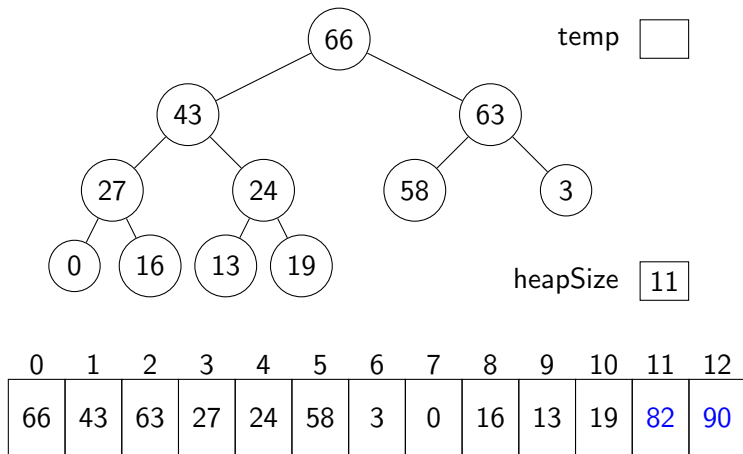 66 temp
43 63
27 24 58 3
0 16 13 19
heapSize 11
0 1 2 3 4 5 6 7 8 9 10 11 12
66 43 63 27 24 58 3 0 16 13 19 82 90